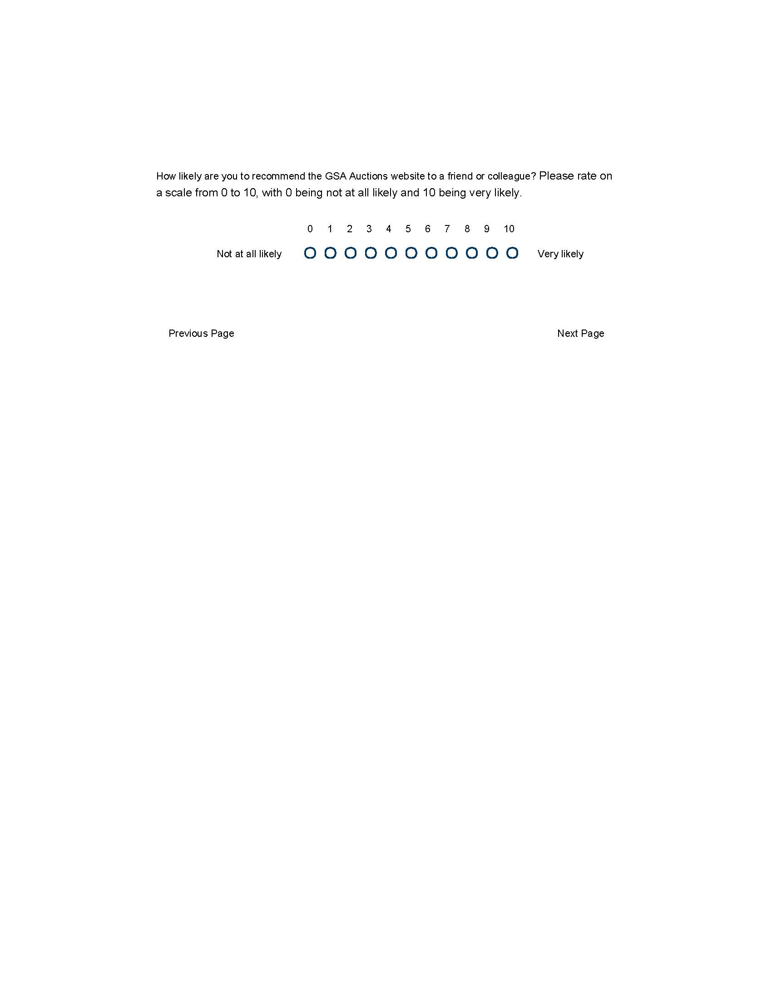 How likely are you to recommend the GSA Auctions website to a friend or colleague? Please rate on
a scale from 0 to 10, with 0 being not at all likely and 10 being very likely.
0 1 2 3 4 5 6 7 8 9 10
Not at all likely Very likely
Previous Page Next Page